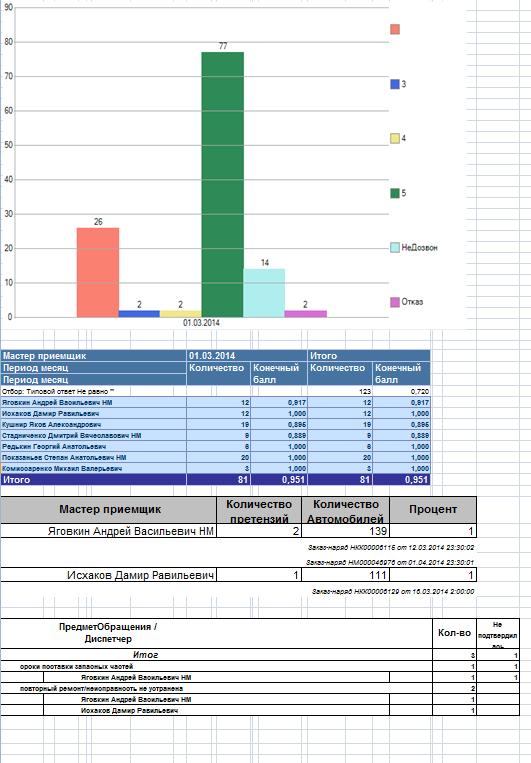 90
80
70
60
50
40
30
20
10
0
26
2
2
77
14
2
01.03.2014
3
4
5
НеДозвон
Отказ
Мастер приемщик 01.03.2014 Итого
Период месяц Количество Конечный балл Количество Конечный балл
Период месяц
Отбор: Типовой ответ Не равно "" 123 0,720
Яговкин Андрей Васильевич НМ 12 0,917 12 0,917
Исхаков Дамир Равильевич 12 1,000 12 1,000
Кушнир Яков Александрович 19 0,895 19 0,895
Стадниченко Дмитрий Вячеславович НМ 9 0,889 9 0,889
Редькин Георгий Анатольевич 6 1,000 6 1,000
Показаньев Степан Анатольевич НМ 20 1,000 20 1,000
Комиссаренко Михаил Валерьевич 3 1,000 3 1,000
Итого 81 0,951 81 0,951
Мастер приемщик Количество претензий Количество Автомобилей Процент
Яговкин Андрей Васильевич НМ 2 139 1
Заказ-наряд НКК00006116 от 12.03.2014 23:30:02
Заказ-наряд НМ000046976 от 01.04.2014 23:30:01
Исхаков Дамир Равильевич 1 111 1
Заказ-наряд НКК00006129 от 16.03.2014 2:00:00
ПредметОбращения / Диспетчер Кол-во Не подтвердил ась
Итог 3 1
сроки поставки запасных частей 1 1
Яговкин Андрей Васильевич НМ 1 1
повторный ремонт/неисправность не устранена 2
Яговкин Андрей Васильевич НМ 1
Исхаков Дамир Равильевич 1